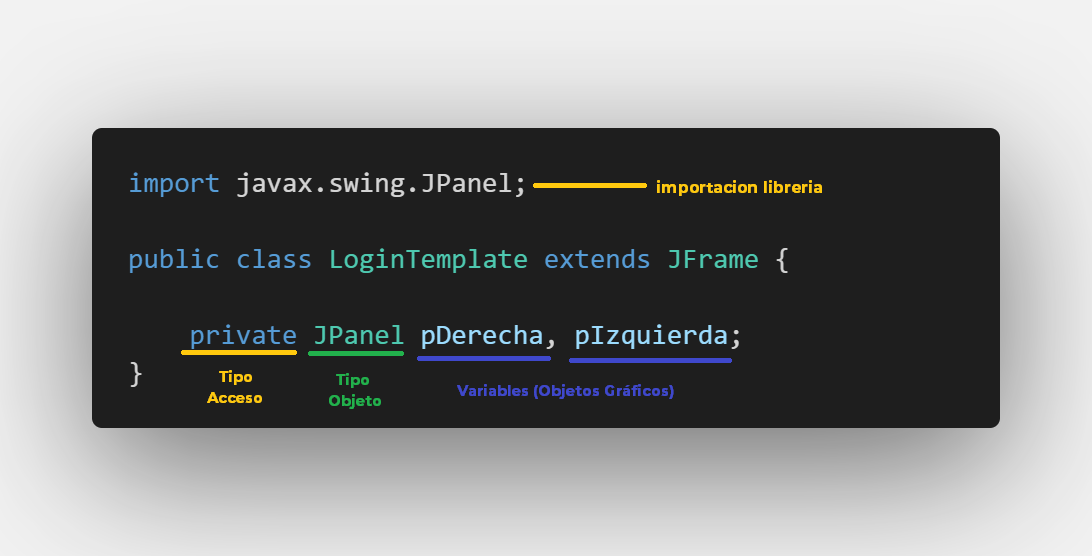 import javax.swing.JPanel; importacion libreria
public class LoginTemplate extends JFrame {
private JPanel pDerecha, pIzquierda;
}
Tipo
Acceso
Tipo
Objeto
Variables (Objetos Gráficos)